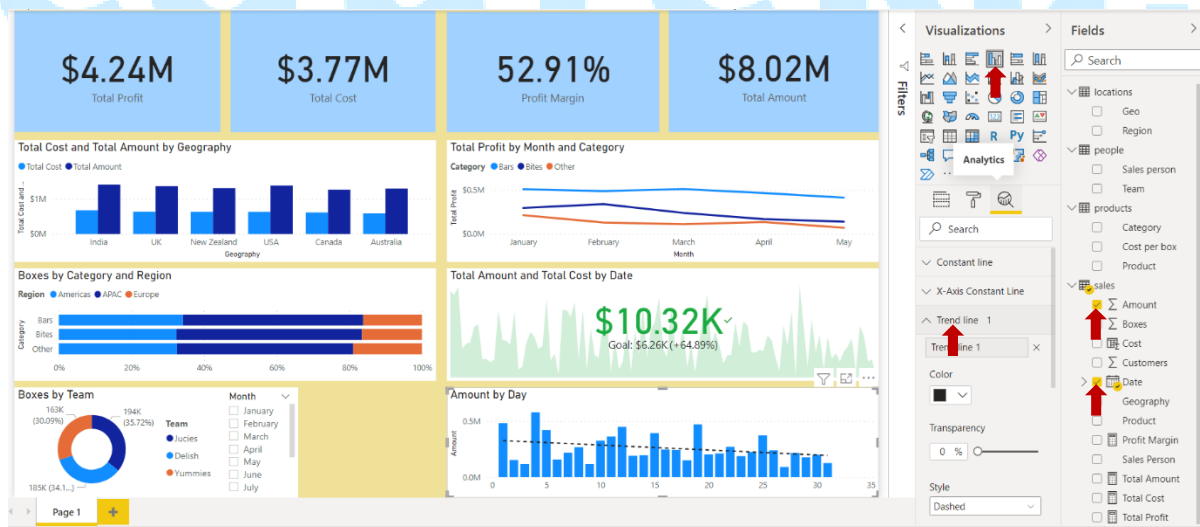 $4.24M
Total Profit
$3.77M
Total Cost
52.91%
Profit Margin
$8.02M
Total Amount
Total Cost and Total Amount by Geography
Total Cost Total Amount
Total Cost and ...
$1M
$0M
India UK New Zealand USA Canada Australia
Geography
Total Profit by Month and Category
Category Bars Bites Other
Total Profit
$0.5M
$0.0M
January February March April May
Month
Boxes by Category and Region
Region Americas APAC Europe
Category
Bars
Bites
Other
0% 20% 40% 60% 80% 100%
Total Amount and Total Cost by Date
$10.32K
Goal: $6.26K (+64.89%)
Boxes by Team
163K
(30.09%)
194K
(35.72%)
185K (34.1...)
Team
Jucies
Delish
Yummies
Month
January
February
March
April
May
June
July
Amount by Day
Amount
0.5M
0.0M
0 5 10 15 20 25 30 35
Day
Page 1
Filters
Visualizations
R Py
Analytics
Search
Constant line
X-Axis Constant Line
Trend line 1
Trend line 1
Color
Transparency
0 %
Style
Dashed
Fields
Search
locations
Geo
Region
people
Sales person
Team
products
Category
Cost per box
Product
sales
Amount
Boxes
Cost
Customers
Date
Geography
Product
Profit Margin
Sales Person
Total Amount
Total Cost
Total Profit